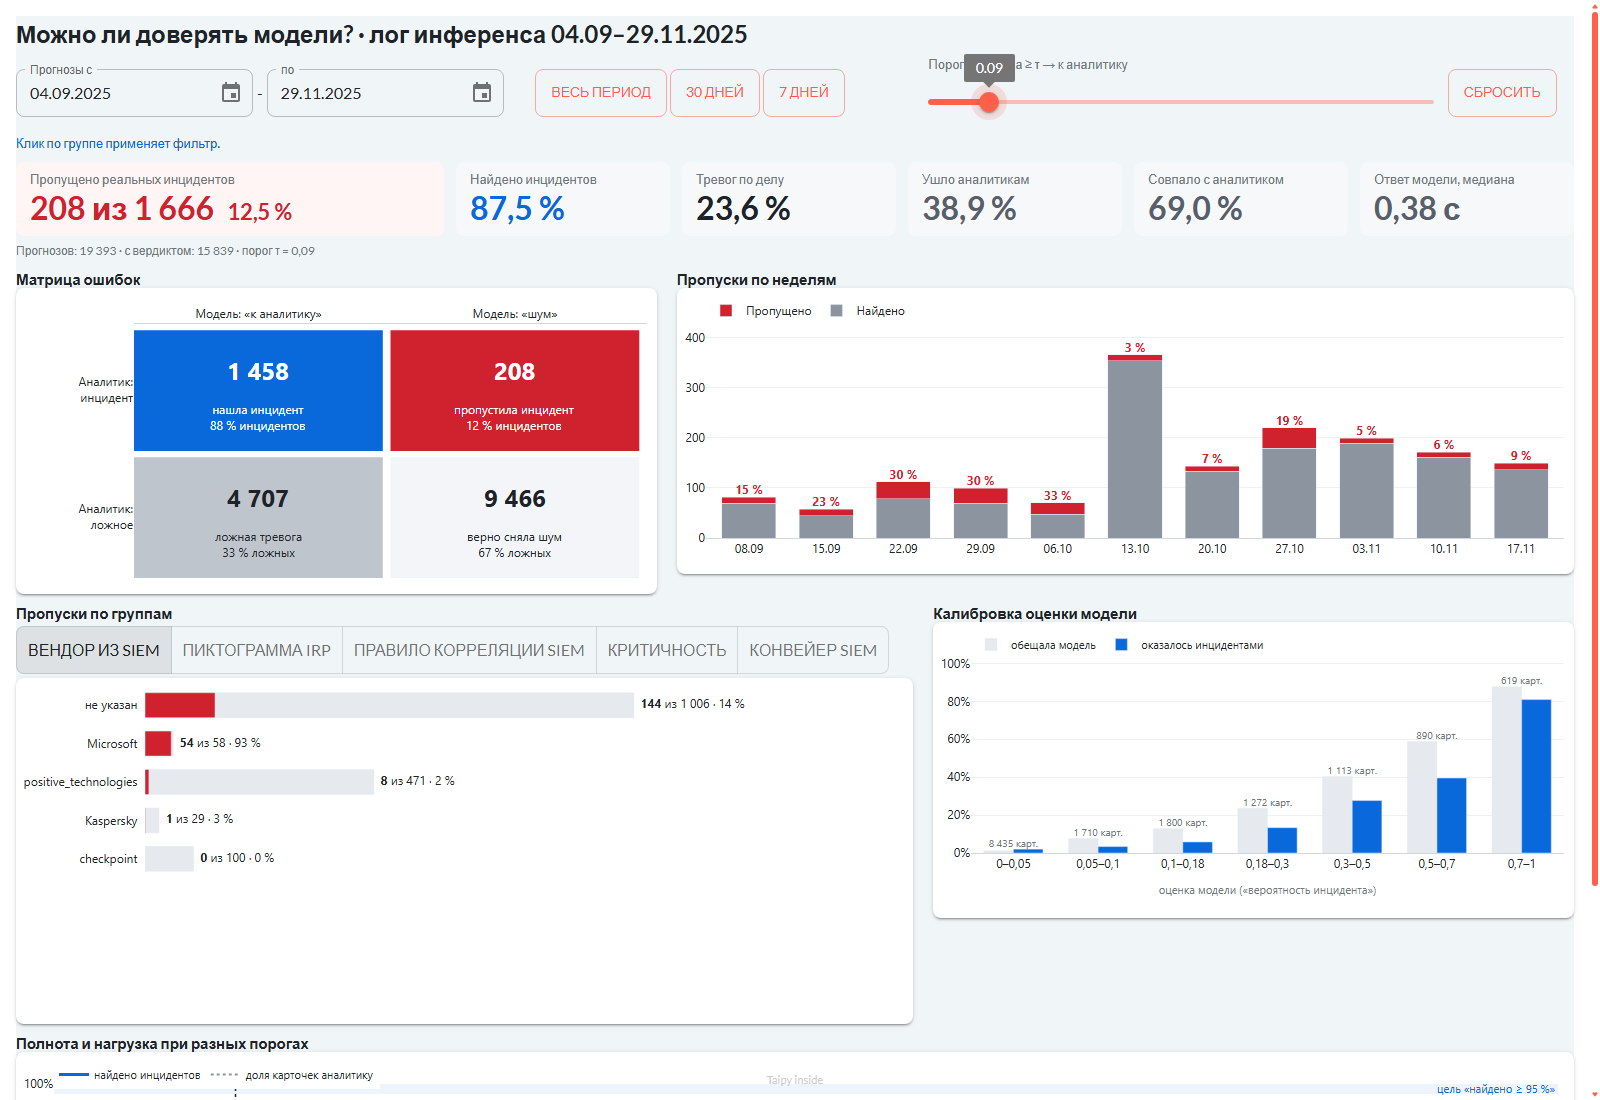 Можно ли доверять модели? · лог инференса 04.09–29.11.2025
Прогнозы с
04.09.2025
-
по
29.11.2025
ВЕСЬ ПЕРИОД
30 ДНЕЙ
7 ДНЕЙ
0.09
≥ τ → к аналитику
СБРОСИТЬ
Клик по группе применяет фильтр.
Пропущено реальных инцидентов
208 из 1 666 12,5 %
Найдено инцидентов
87,5 %
Тревог по делу
23,6 %
Ушло аналитикам
38,9 %
Совпало с аналитиком
69,0 %
Ответ модели, медиана
0,38 с
Прогнозов: 19 393 · с вердиктом: 15 839 · порог τ = 0,09
Матрица ошибок
Модель: «к аналитику»
Модель: «шум»
Аналитик:
инцидент
1 458
нашла инцидент
88 % инцидентов
208
пропустила инцидент
12 % инцидентов
Аналитик:
ложное
4 707
ложная тревога
33 % ложных
9 466
верно сняла шум
67 % ложных
Пропуски по неделям
Пропущено
Найдено
400
300
200
100
0
15 %
23 %
30 %
30 %
33 %
3 %
7 %
19 %
5 %
6 %
9 %
08.09
15.09
22.09
29.09
06.10
13.10
20.10
27.10
03.11
10.11
17.11
Пропуски по группам
ВЕНДОР ИЗ SIEM
ПИКТОГРАММА IRP
ПРАВИЛО КОРРЕЛЯЦИИ SIEM
КРИТИЧНОСТЬ
КОНВЕЙЕР SIEM
не указан
144 из 1 006 · 14 %
Microsoft
54 из 58 · 93 %
positive_technologies
8 из 471 · 2 %
Kaspersky
1 из 29 · 3 %
checkpoint
0 из 100 · 0 %
Калибровка оценки модели
обещала модель
оказалось инцидентами
100%
80%
60%
40%
20%
0%
8 435 карт.
1 710 карт.
1 800 карт.
1 272 карт.
1 113 карт.
890 карт.
619 карт.
0–0,05
0,05–0,1
0,1–0,18
0,18–0,3
0,3–0,5
0,5–0,7
0,7–1
оценка модели («вероятность инцидента»)
Полнота и нагрузка при разных порогах
найдено инцидентов
доля карточек аналитику
100%
Taipy inside
цель «найдено ≥ 95 %»